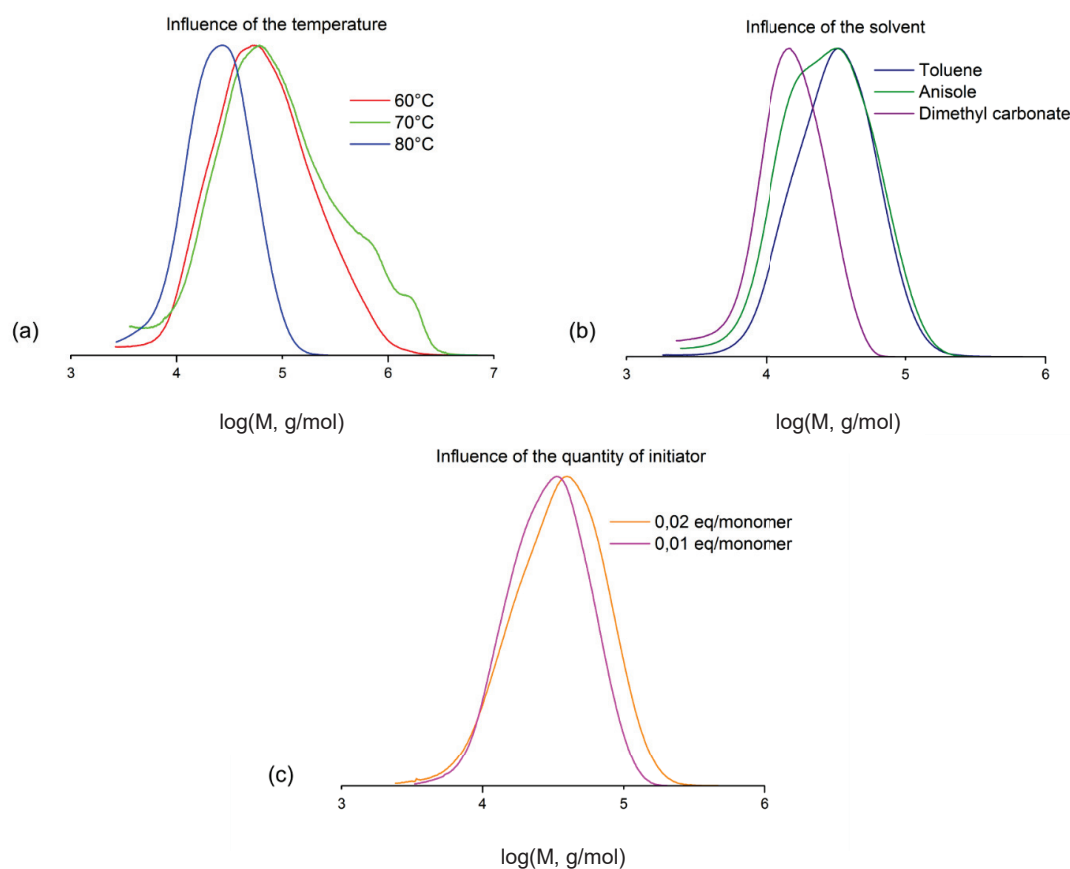 Influence of the temperature
60°C
70°C
80°C
(a)
3 4 5 6 7
log(M, g/mol)
Influence of the solvent
Toluene
Anisole
Dimethyl carbonate
(b)
3 4 5 6
log(M, g/mol)
Influence of the quantity of initiator
0,02 eq/monomer
0,01 eq/monomer
(c)
3 4 5 6
log(M, g/mol)